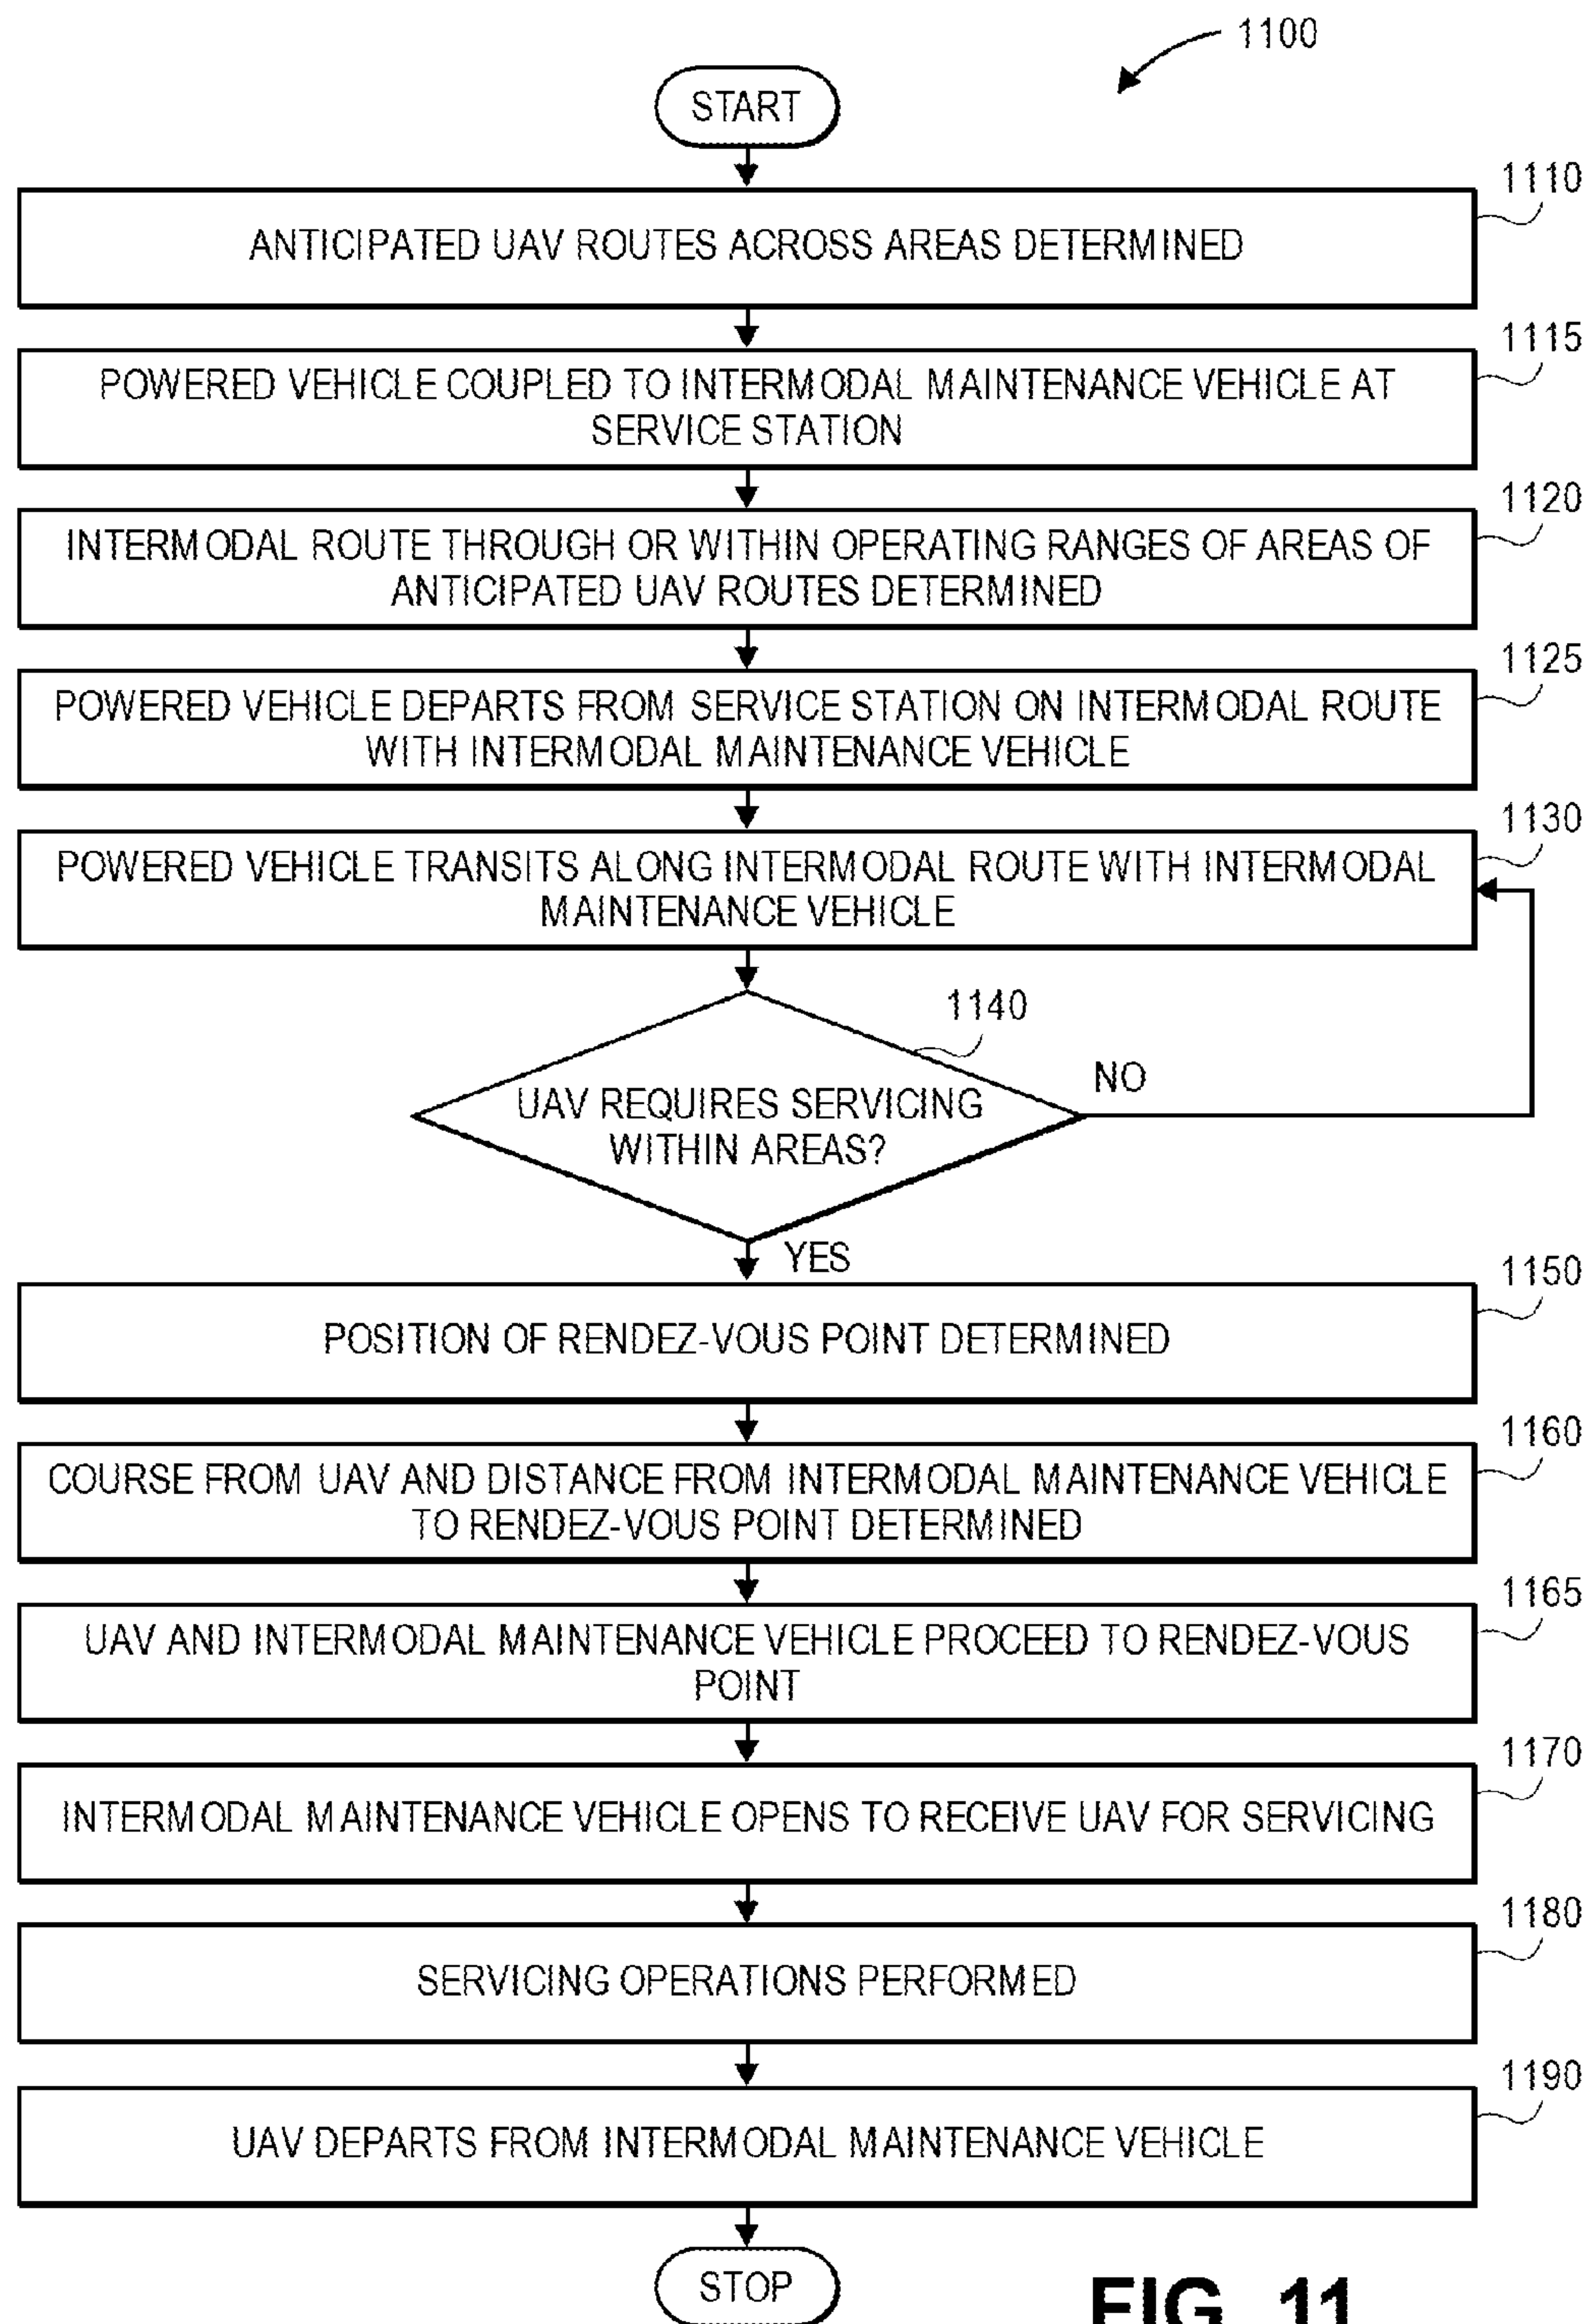 1100
START
1110
ANTICIPATED UAV ROUTES ACROSS AREAS DETERMINED
1115
POWERED VEHICLE COUPLED TO INTERMODAL MAINTENANCE VEHICLE AT
SERVICE STATION
1120
INTERMODAL ROUTE THROUGH OR WITHIN OPERATING RANGES OF AREAS OF
ANTICIPATED UAV ROUTES DETERMINED
1125
POWERED VEHICLE DEPARTS FROM SERVICE STATION ON INTERMODAL ROUTE
WITH INTERMODAL MAINTENANCE VEHICLE
1130
POWERED VEHICLE TRANSITS ALONG INTERMODAL ROUTE WITH INTERMODAL
MAINTENANCE VEHICLE
1140
NO
UAV REQUIRES SERVICING
WITHIN AREAS?
YES
1150
POSITION OF RENDEZ-VOUS POINT DETERMINED
1160
COURSE FROM UAV AND DISTANCE FROM INTERMODAL MAINTENANCE VEHICLE
TO RENDEZ-VOUS POINT DETERMINED
1165
UAV AND INTERMODAL MAINTENANCE VEHICLE PROCEED TO RENDEZ-VOUS
POINT
1170
INTERMODAL MAINTENANCE VEHICLE OPENS TO RECEIVE UAV FOR SERVICING
1180
SERVICING OPERATIONS PERFORMED
1190
UAV DEPARTS FROM INTERMODAL MAINTENANCE VEHICLE
STOP
FIG. 11